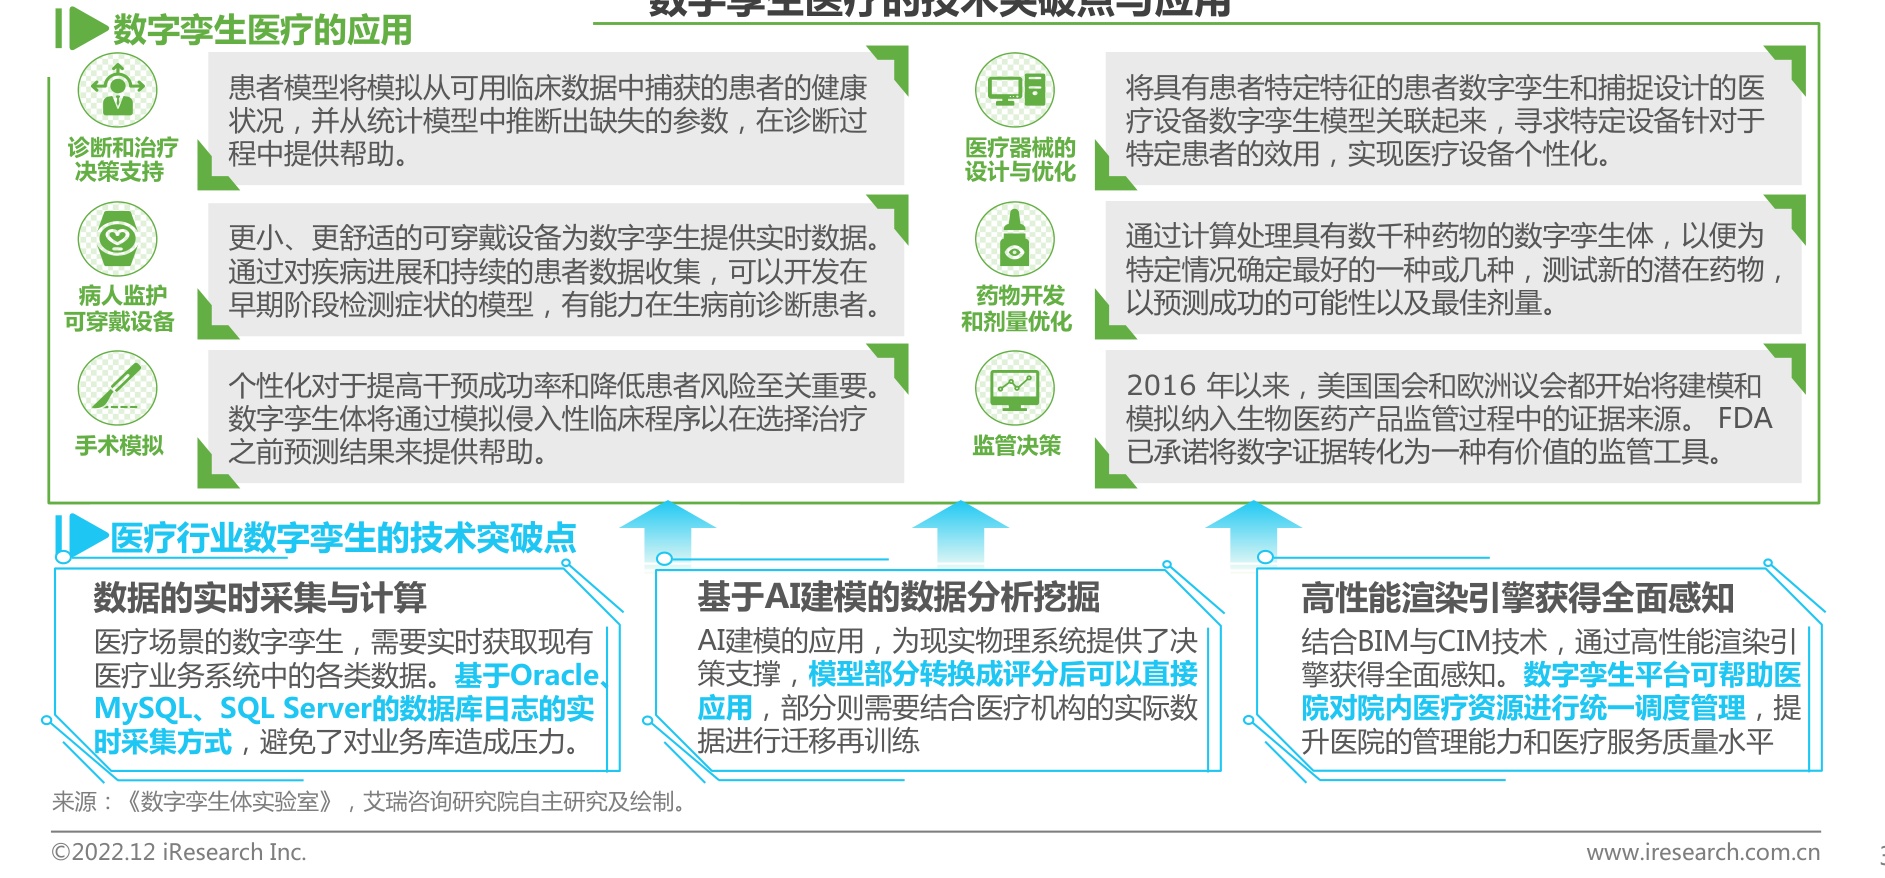 数字孪生医疗的技术突破点与应用
数字孪生医疗的应用
诊断和治疗
决策支持
患者模型将模拟从可用临床数据中捕获的患者的健康
状况，并从统计模型中推断出缺失的参数，在诊断过
程中提供帮助。
医疗器械的
设计与优化
将具有患者特定特征的患者数字孪生和捕捉设计的医
疗设备数字孪生模型关联起来，寻求特定设备针对于
特定患者的效用，实现医疗设备个性化。
病人监护
可穿戴设备
更小、更舒适的可穿戴设备为数字孪生提供实时数据。
通过对疾病进展和持续的患者数据收集，可以开发在
早期阶段检测症状的模型，有能力在生病前诊断患者。
药物开发
和剂量优化
通过计算处理具有数千种药物的数字孪生体，以便为
特定情况确定最好的一种或几种，测试新的潜在药物，
以预测成功的可能性以及最佳剂量。
手术模拟
个性化对于提高干预成功率和降低患者风险至关重要。
数字孪生体将通过模拟侵入性临床程序以在选择治疗
之前预测结果来提供帮助。
监管决策
2016 年以来，美国国会和欧洲议会都开始将建模和
模拟纳入生物医药产品监管过程中的证据来源。 FDA
已承诺将数字证据转化为一种有价值的监管工具。
医疗行业数字孪生的技术突破点
数据的实时采集与计算
医疗场景的数字孪生，需要实时获取现有
医疗业务系统中的各类数据。基于Oracle、
MySQL、SQL Server的数据库日志的实
时采集方式，避免了对业务库造成压力。
基于AI建模的数据分析挖掘
AI建模的应用，为现实物理系统提供了决
策支撑，模型部分转换成评分后可以直接
应用，部分则需要结合医疗机构的实际数
据进行迁移再训练
高性能渲染引擎获得全面感知
结合BIM与CIM技术，通过高性能渲染引
擎获得全面感知。数字孪生平台可帮助医
院对院内医疗资源进行统一调度管理，提
升医院的管理能力和医疗服务质量水平
来源：《数字孪生体实验室》，艾瑞咨询研究院自主研究及绘制。
©2022.12 iResearch Inc.
www.iresearch.com.cn